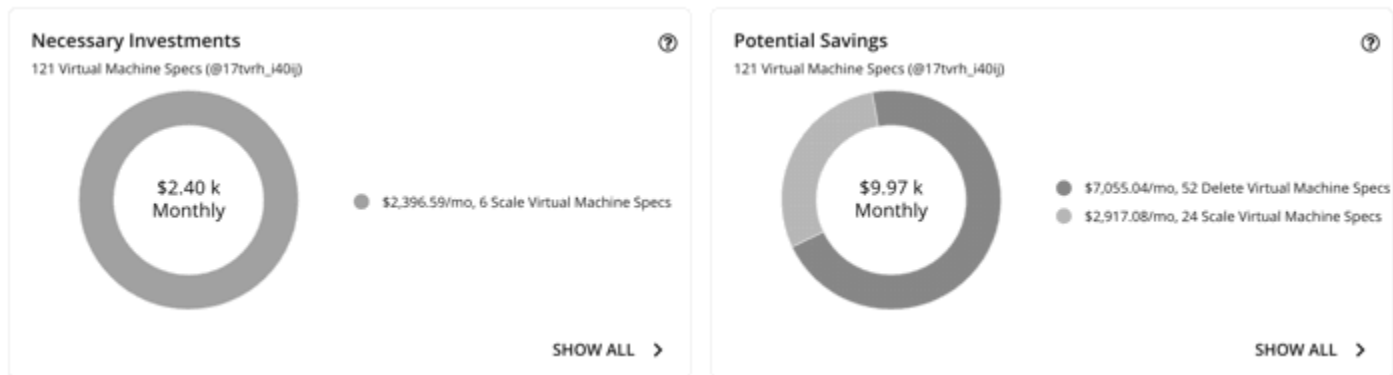 Necessary Investments
121 Virtual Machine Specs (@17tvrh_i40ij)
$2.40 k
Monthly
$2,396.59/mo, 6 Scale Virtual Machine Specs
SHOW ALL
Potential Savings
121 Virtual Machine Specs (@17tvrh_i40ij)
$9.97 k
Monthly
$7,055.04/mo, 52 Delete Virtual Machine Specs
$2,917.08/mo, 24 Scale Virtual Machine Specs
SHOW ALL